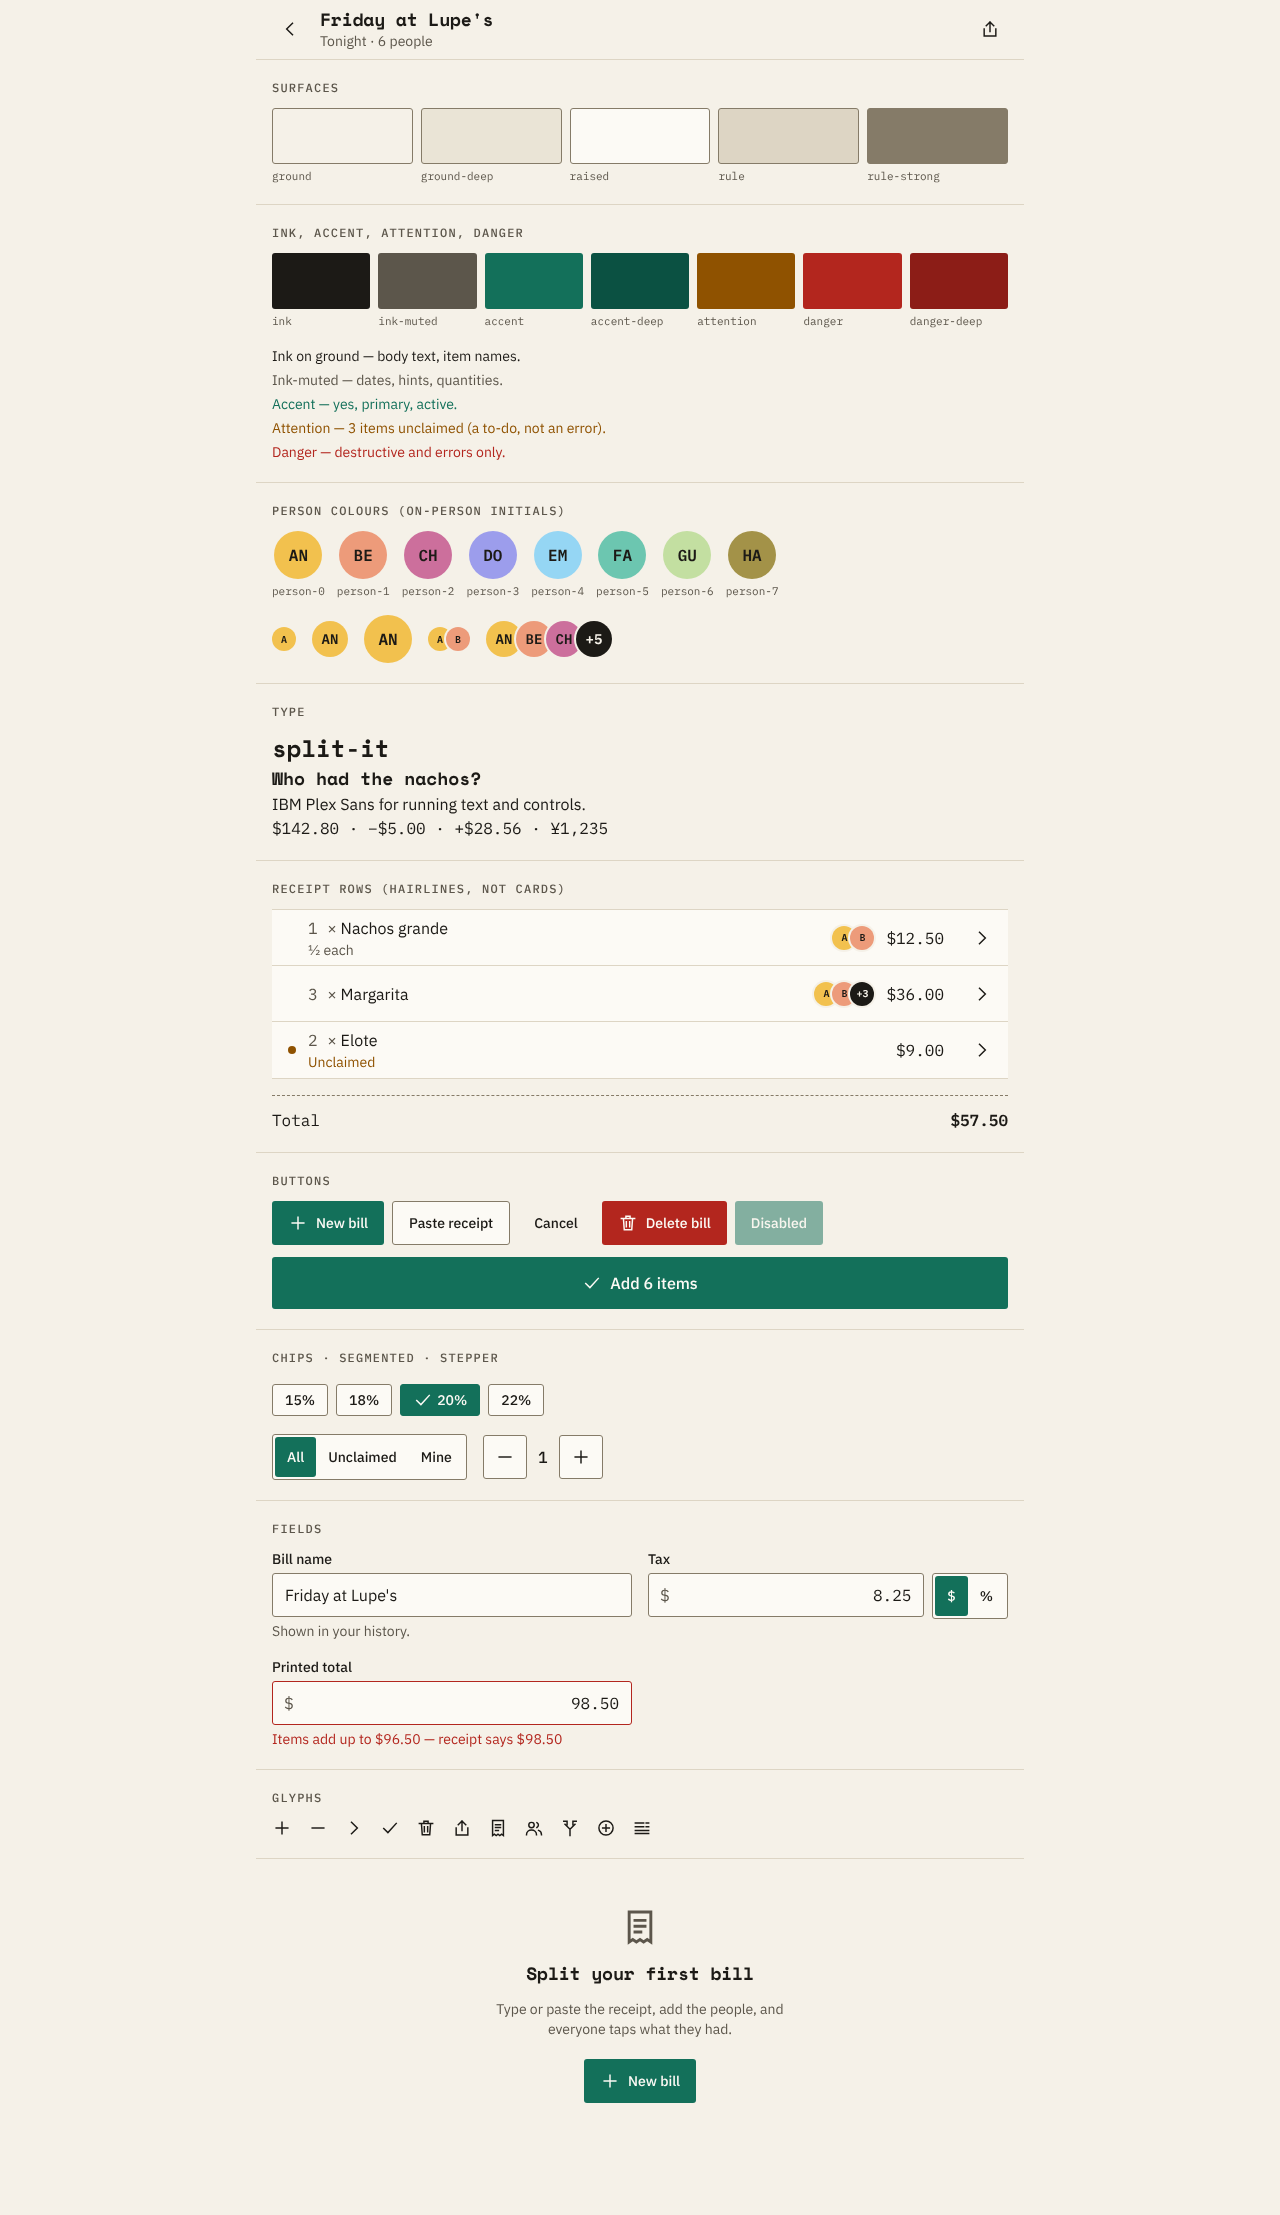 Friday at Lupe's
Tonight · 6 people
SURFACES
ground ground-deep raised rule rule-strong
INK, ACCENT, ATTENTION, DANGER
ink ink-muted accent accent-deep attention danger danger-deep
Ink on ground — body text, item names.
Ink-muted — dates, hints, quantities.
Accent — yes, primary, active.
Attention — 3 items unclaimed (a to-do, not an error).
Danger — destructive and errors only.
PERSON COLOURS (ON-PERSON INITIALS)
AN BE CH DO EM FA GU HA
person-0 person-1 person-2 person-3 person-4 person-5 person-6 person-7
A AN AN A B AN BE CH +5
TYPE
split-it
Who had the nachos?
IBM Plex Sans for running text and controls.
$142.80 · −$5.00 · +$28.56 · ¥1,235
RECEIPT ROWS (HAIRLINES, NOT CARDS)
1 × Nachos grande A B $12.50
½ each
3 × Margarita A B +3 $36.00
2 × Elote $9.00
Unclaimed
Total $57.50
BUTTONS
New bill Paste receipt Cancel Delete bill Disabled
Add 6 items
CHIPS · SEGMENTED · STEPPER
15% 18% 20% 22%
All Unclaimed Mine 1
FIELDS
Bill name Tax
Friday at Lupe's $ 8.25 $ %
Shown in your history.
Printed total
$ 98.50
Items add up to $96.50 — receipt says $98.50
GLYPHS
Split your first bill
Type or paste the receipt, add the people, and
everyone taps what they had.
New bill